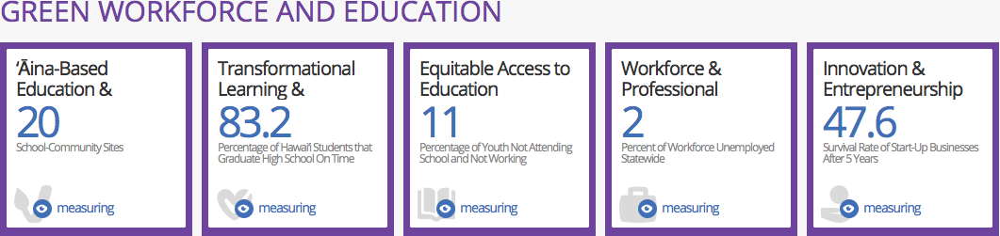 GREEN WORKFORCE AND EDUCATION
‘Āina-Based
Education &
20
School-Community Sites
measuring
Transformational
Learning &
83.2
Percentage of Hawai‘i Students that
Graduate High School On Time
measuring
Equitable Access to
Education
11
Percentage of Youth Not Attending
School and Not Working
measuring
Workforce &
Professional
2
Percent of Workforce Unemployed
Statewide
measuring
Innovation &
Entrepreneurship
47.6
Survival Rate of Start-Up Businesses
After 5 Years
measuring